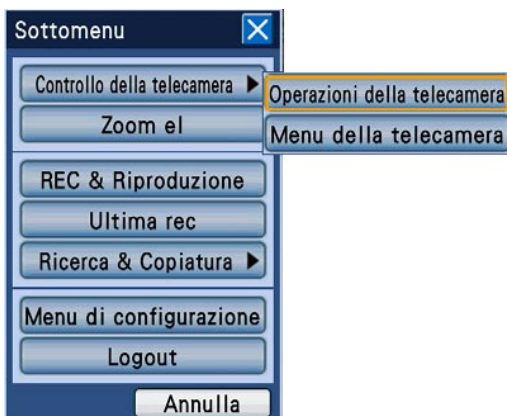 Sottomenu
Controllo della telecamera
Operazioni della telecamera
Zoom el
Menu della telecamera
REC & Riproduzione
Ultima rec
Ricerca & Copiatura
Menu di configurazione
Logout
Annulla